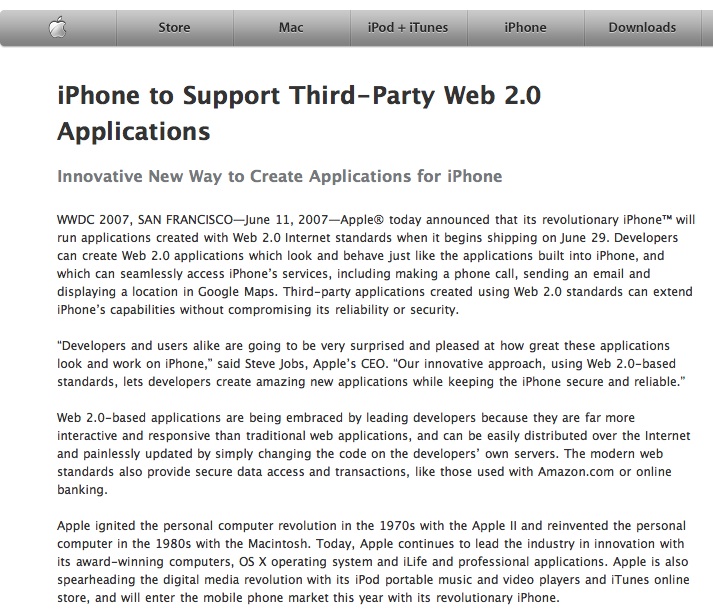 Store Mac iPod + iTunes iPhone Downloads
iPhone to Support Third-Party Web 2.0
Applications
Innovative New Way to Create Applications for iPhone
WWDC 2007, SAN FRANCISCO—June 11, 2007—Apple® today announced that its revolutionary iPhone™ will
run applications created with Web 2.0 Internet standards when it begins shipping on June 29. Developers
can create Web 2.0 applications which look and behave just like the applications built into iPhone, and
which can seamlessly access iPhone’s services, including making a phone call, sending an email and
displaying a location in Google Maps. Third-party applications created using Web 2.0 standards can extend
iPhone’s capabilities without compromising its reliability or security.
“Developers and users alike are going to be very surprised and pleased at how great these applications
look and work on iPhone,” said Steve Jobs, Apple’s CEO. “Our innovative approach, using Web 2.0-based
standards, lets developers create amazing new applications while keeping the iPhone secure and reliable.”
Web 2.0-based applications are being embraced by leading developers because they are far more
interactive and responsive than traditional web applications, and can be easily distributed over the Internet
and painlessly updated by simply changing the code on the developers’ own servers. The modern web
standards also provide secure data access and transactions, like those used with Amazon.com or online
banking.
Apple ignited the personal computer revolution in the 1970s with the Apple II and reinvented the personal
computer in the 1980s with the Macintosh. Today, Apple continues to lead the industry in innovation with
its award-winning computers, OS X operating system and iLife and professional applications. Apple is also
spearheading the digital media revolution with its iPod portable music and video players and iTunes online
store, and will enter the mobile phone market this year with its revolutionary iPhone.